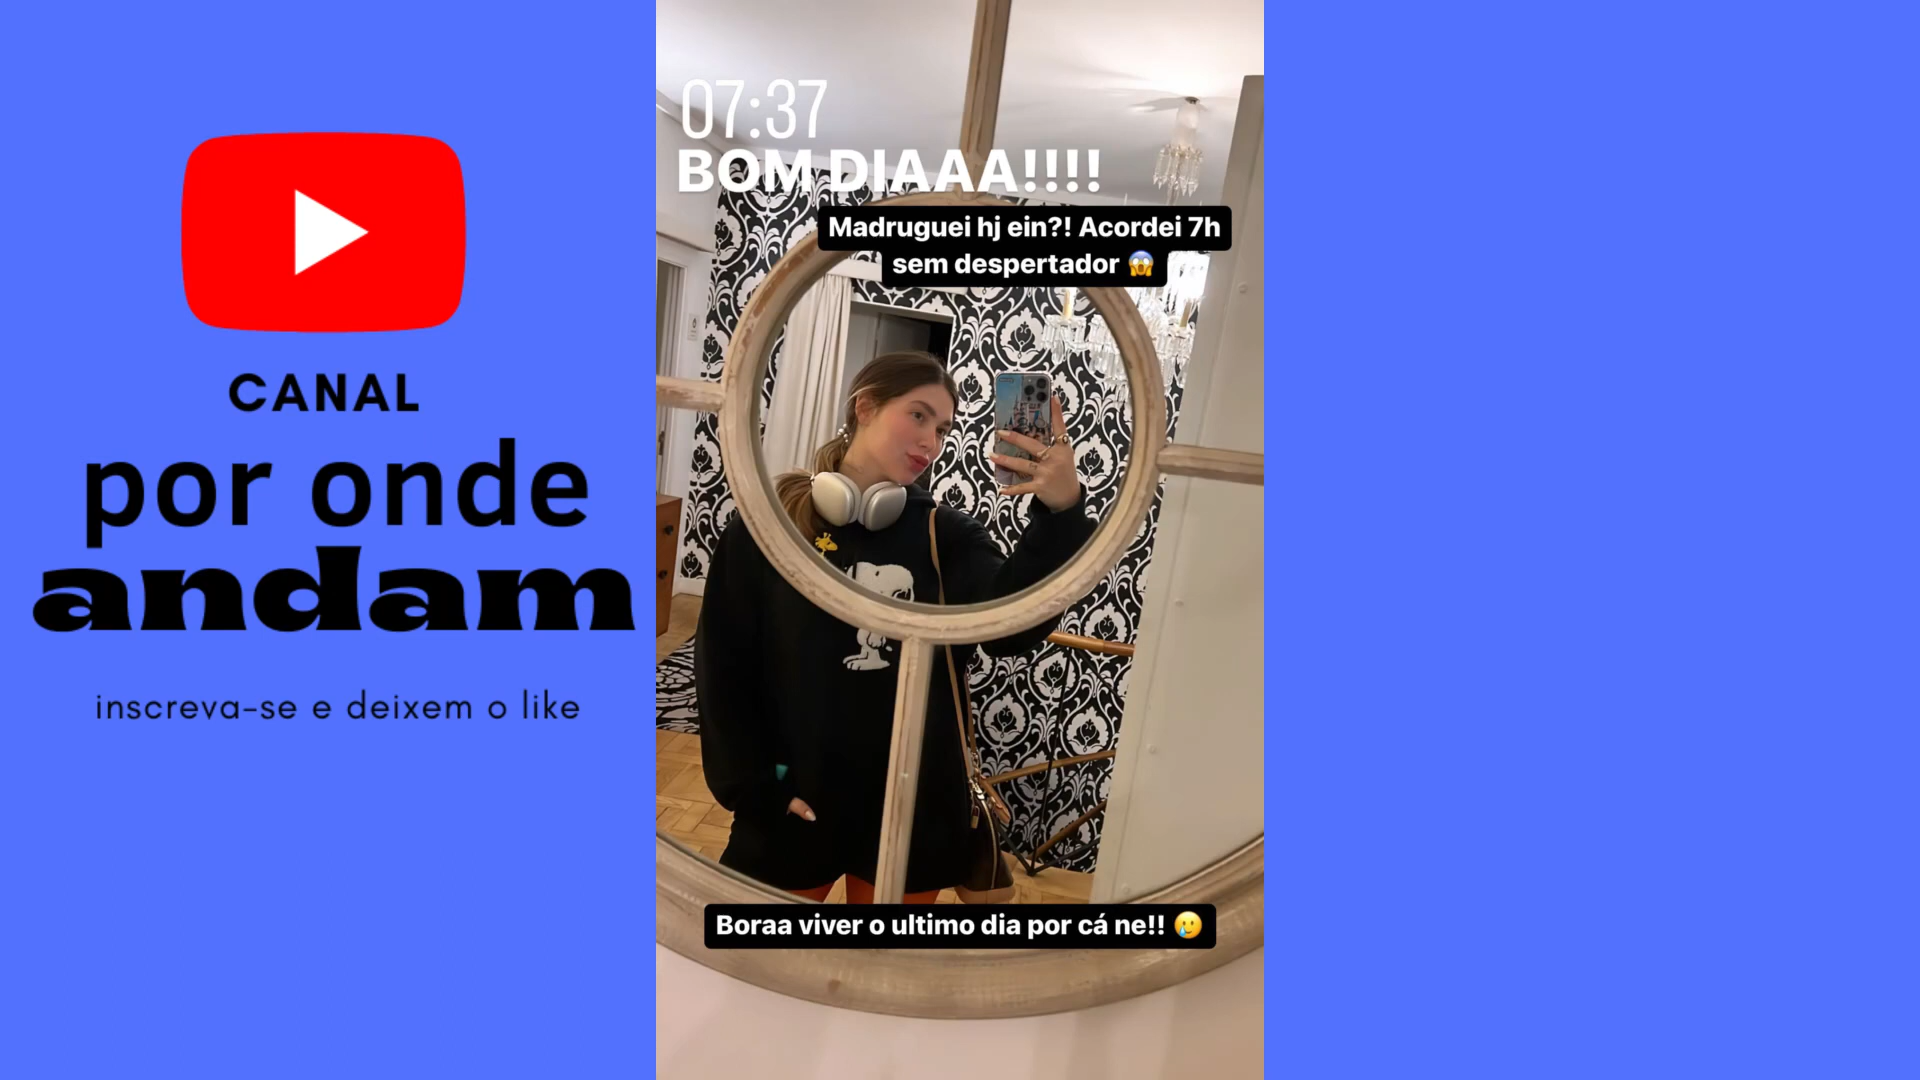 CANAL
por onde
andam
inscreva-se e deixem o like
07:37
BOM DIAAA!!!!
Madruguei hj ein?! Acordei 7h
sem despertador 😱
Boraa viver o ultimo dia por cá ne!! 🥲